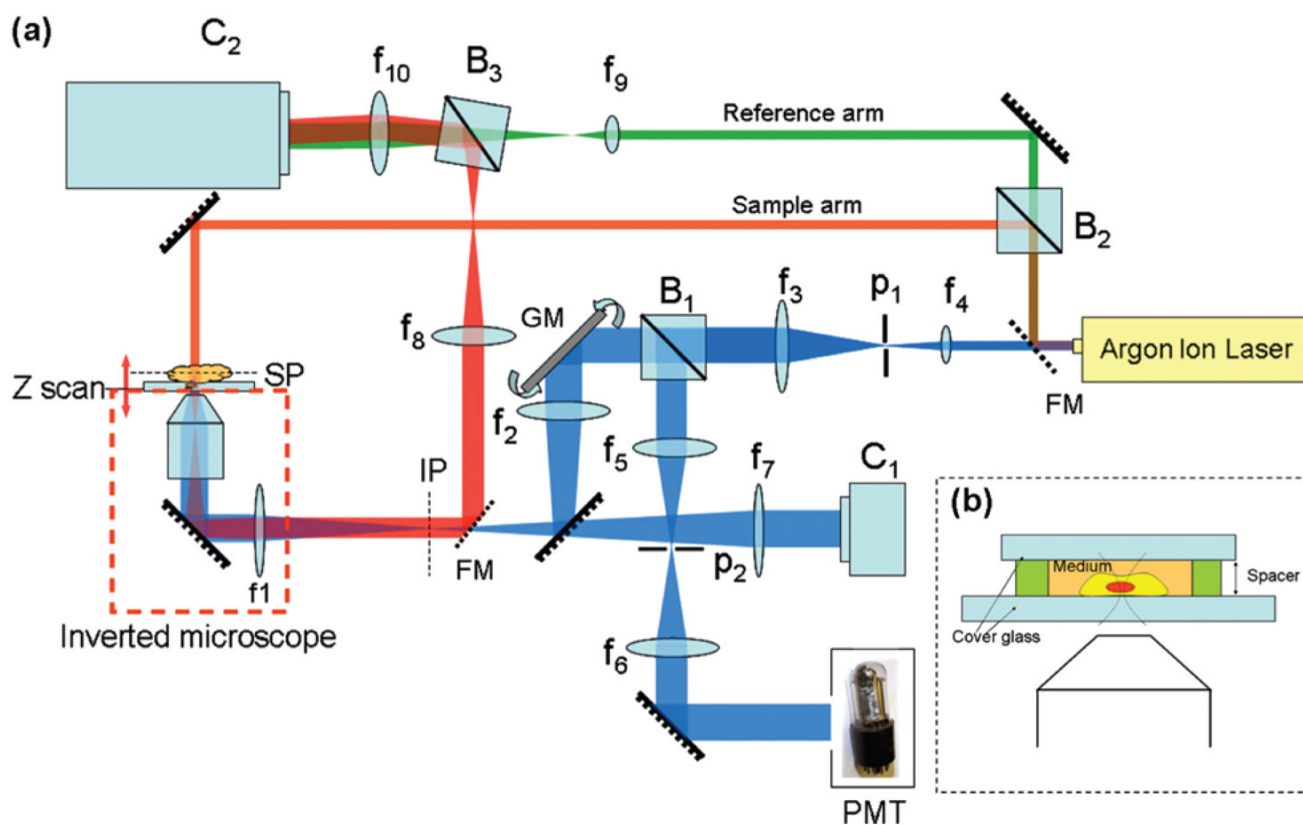 (a)
C₂
f₁₀
B₃
f₉
Reference arm
Sample arm
B₂
B₁
f₃
p₁
f₄
GM
f₈
Argon Ion Laser
SP
Z scan
FM
f₂
f₅
f₇
C₁
IP
(b)
Medium
Spacer
FM
p₂
f1
Cover glass
Inverted microscope
f₆
PMT